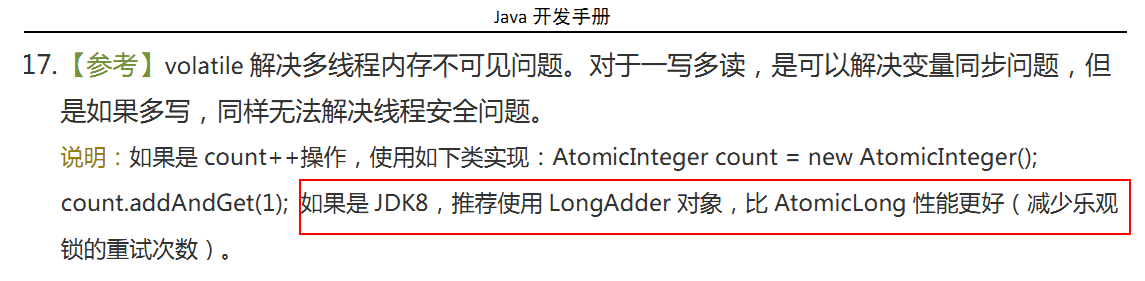 Java 开发手册
17.【参考】volatile 解决多线程内存不可见问题。对于一写多读，是可以解决变量同步问题，但
是如果多写，同样无法解决线程安全问题。
说明：如果是 count++操作，使用如下类实现：AtomicInteger count = new AtomicInteger();
count.addAndGet(1); 如果是 JDK8，推荐使用 LongAdder 对象，比 AtomicLong 性能更好（减少乐观
锁的重试次数）。